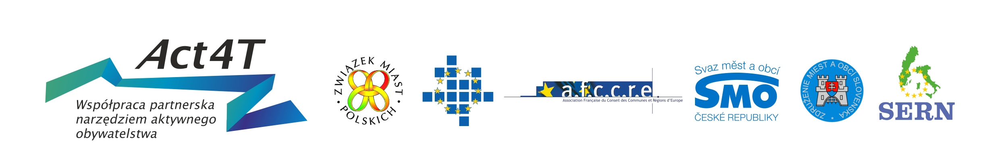 Act4T
Współpraca partnerska
narzędziem aktywnego
obywatelstwa
ZWIĄZEK MIAST
POLSKICH
a.f.c.c.r.e.
Association Française du Conseil des Communes et Régions d'Europe
Svaz měst a obcí
SMO
ČESKÉ REPUBLIKY
ZDRUŽENIE MIEST A OBCÍ SLOVENSKA
SERN